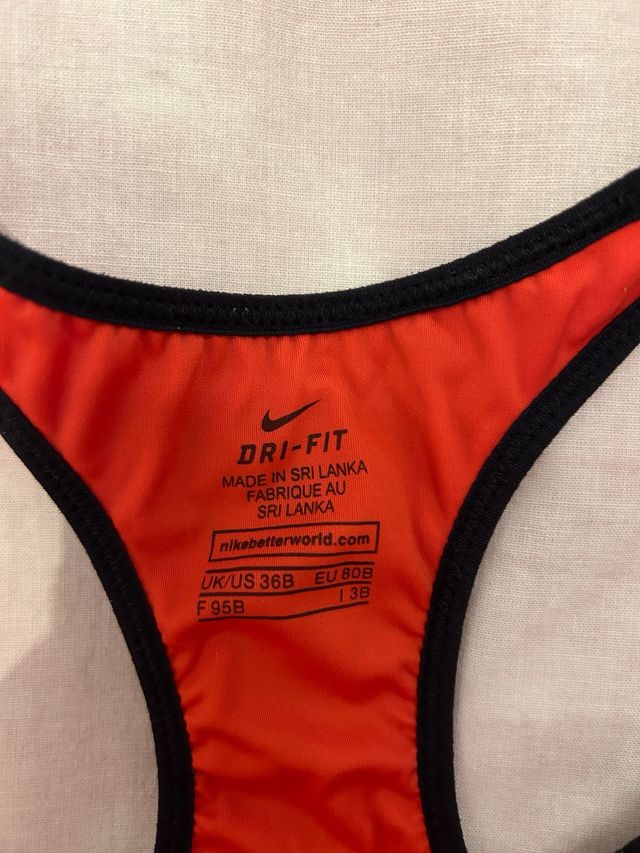 DRI-FIT
MADE IN SRI LANKA
FABRIQUE AU
SRI LANKA
nikebetterworld.com
UK/US 36B EU 80B
F 95B I 3B